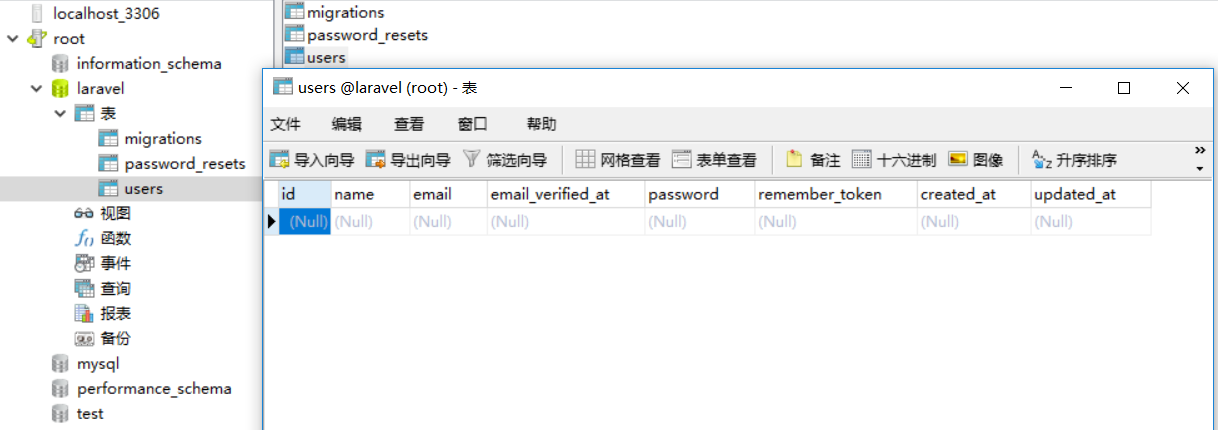 localhost_3306
root
information_schema
laravel
表
migrations
password_resets
users
视图
函数
事件
查询
报表
备份
mysql
performance_schema
test
migrations
password_resets
users
users @laravel (root) - 表
文件 编辑 查看 窗口 帮助
导入向导 导出向导 筛选向导 网格查看 表单查看 备注 十六进制 图像 升序排序 »
id name email email_verified_at password remember_token created_at updated_at
(Null) (Null) (Null) (Null) (Null) (Null) (Null) (Null)